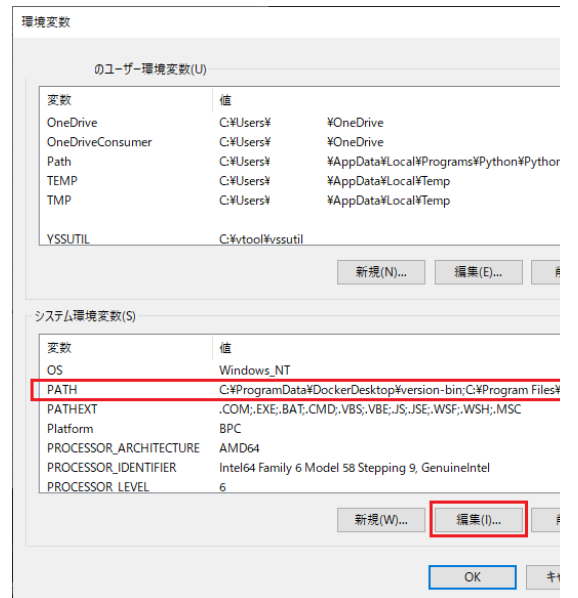 環境変数
のユーザー環境変数(U)
変数 値
OneDrive C:¥Users¥ ¥OneDrive
OneDriveConsumer C:¥Users¥ ¥OneDrive
Path C:¥Users¥ ¥AppData¥Local¥Programs¥Python¥Python
TEMP C:¥Users¥ ¥AppData¥Local¥Temp
TMP C:¥Users¥ ¥AppData¥Local¥Temp
YSSUTIL C:¥vtool¥vssutil
新規(N)... 編集(E)...
システム環境変数(S)
変数 値
OS Windows_NT
PATH C:¥ProgramData¥DockerDesktop¥version-bin;C:¥Program Files¥
PATHEXT .COM;.EXE;.BAT;.CMD;.VBS;.VBE;.JS;.JSE;.WSF;.WSH;.MSC
Platform BPC
PROCESSOR_ARCHITECTURE AMD64
PROCESSOR_IDENTIFIER Intel64 Family 6 Model 58 Stepping 9, GenuineIntel
PROCESSOR_LEVEL 6
新規(W)... 編集(I)...
OK